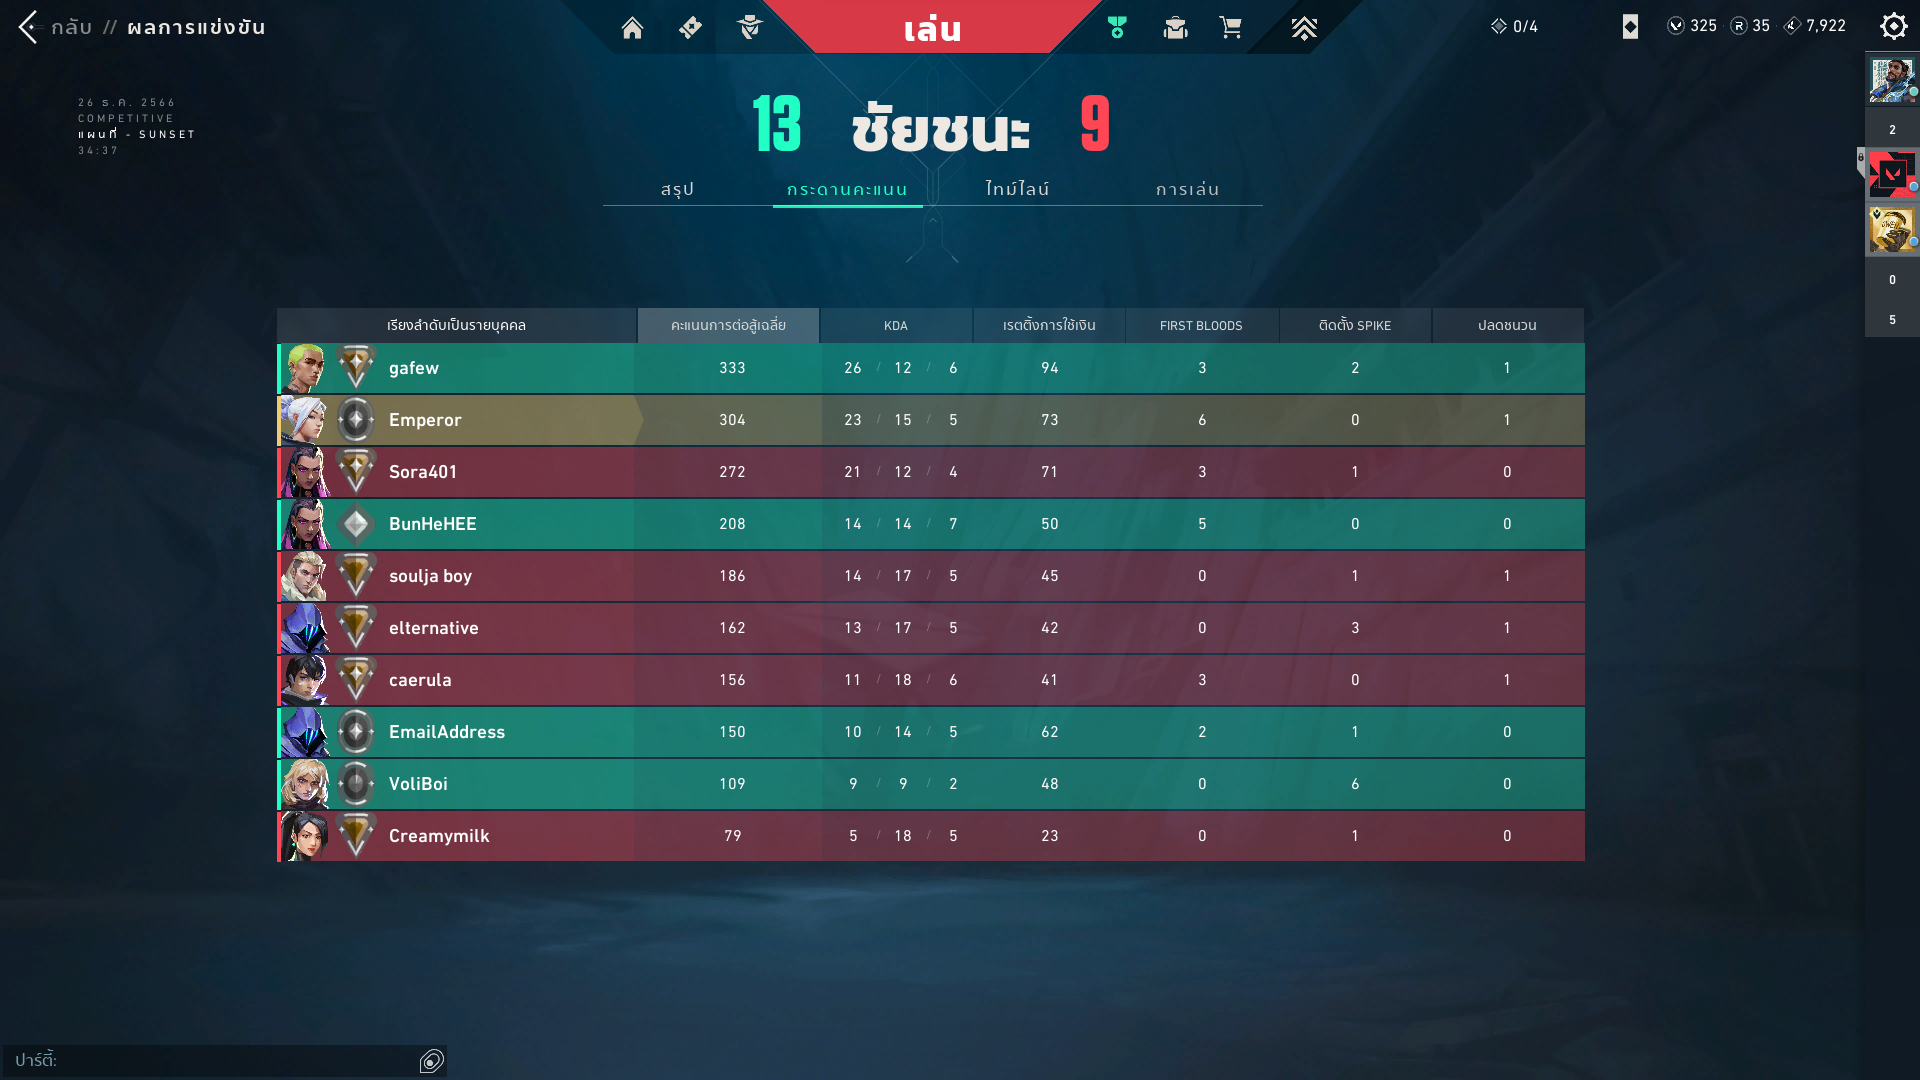 กลับ // ผลการแข่งขัน
เล่น
0/4
325
35
7,922
26 ธ.ค. 2566
COMPETITIVE
แผนที่ - SUNSET
34:37
13 ชัยชนะ 9
สรุป กระดานคะแนน ไทม์ไลน์ การเล่น
2
0
5
เรียงลำดับเป็นรายบุคคล คะแนนการต่อสู้เฉลี่ย KDA เรตติ้งการใช้เงิน FIRST BLOODS ติดตั้ง SPIKE ปลดชนวน
gafew 333 26 / 12 / 6 94 3 2 1
Emperor 304 23 / 15 / 5 73 6 0 1
Sora401 272 21 / 12 / 4 71 3 1 0
BunHeHEE 208 14 / 14 / 7 50 5 0 0
soulja boy 186 14 / 17 / 5 45 0 1 1
elternative 162 13 / 17 / 5 42 0 3 1
caerula 156 11 / 18 / 6 41 3 0 1
EmailAddress 150 10 / 14 / 5 62 2 1 0
VoliBoi 109 9 / 9 / 2 48 0 6 0
Creamymilk 79 5 / 18 / 5 23 0 1 0
ปาร์ตี้: